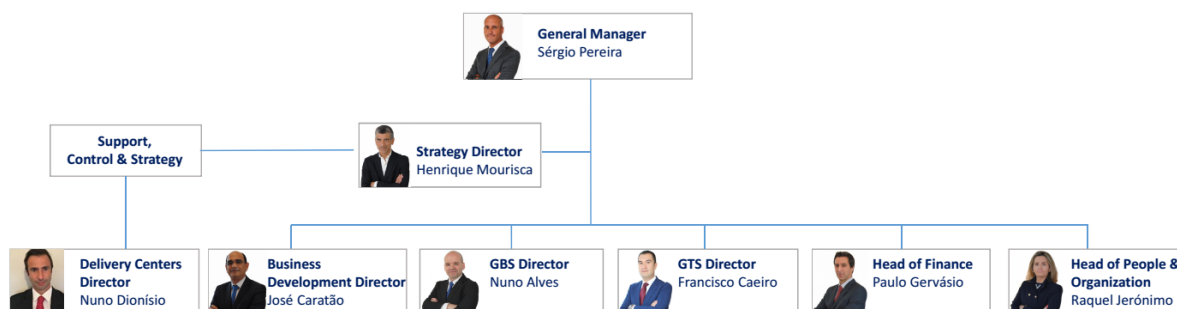 General Manager
Sérgio Pereira
Support,
Control & Strategy
Strategy Director
Henrique Mourisca
Delivery Centers
Director
Nuno Dionísio
Business
Development Director
José Caratão
GBS Director
Nuno Alves
GTS Director
Francisco Caeiro
Head of Finance
Paulo Gervásio
Head of People &
Organization
Raquel Jerónimo